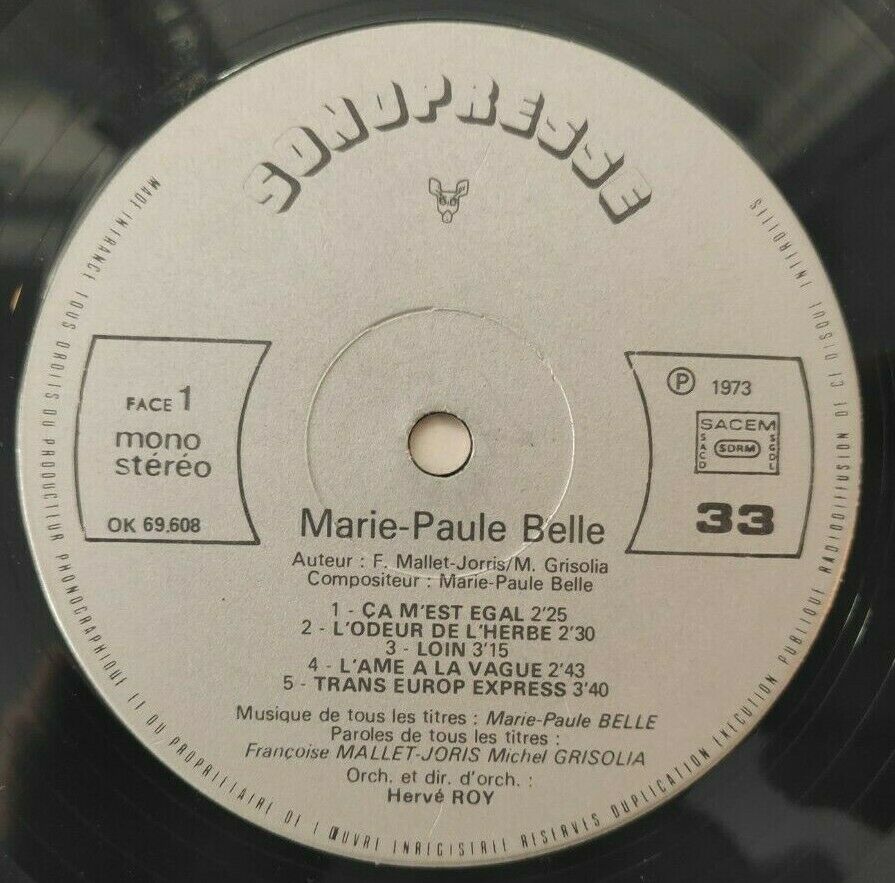 SONOPRESSE
FACE 1
mono
stéréo
OK 69.608
℗ 1973
SACEM
SACD
SDRM
SGDL
33
Marie-Paule Belle
Auteur : F. Mallet-Jorris/M. Grisolia
Compositeur : Marie-Paule Belle
1 - ÇA M'EST EGAL 2'25
2 - L'ODEUR DE L'HERBE 2'30
3 - LOIN 3'15
4 - L'AME A LA VAGUE 2'43
5 - TRANS EUROP EXPRESS 3'40
Musique de tous les titres : Marie-Paule BELLE
Paroles de tous les titres :
Françoise MALLET-JORIS Michel GRISOLIA
Orch. et dir. d'orch. :
Hervé ROY
MADE IN FRANCE TOUS DROITS DU PRODUCTEUR PHONOGRAPHIQUE ET DU PROPRIETAIRE DE L'ŒUVRE ENREGISTREE RESERVES DUPLICATION EXECUTION PUBLIQUE RADIODIFFUSION DE CE DISQUE INTERDITES